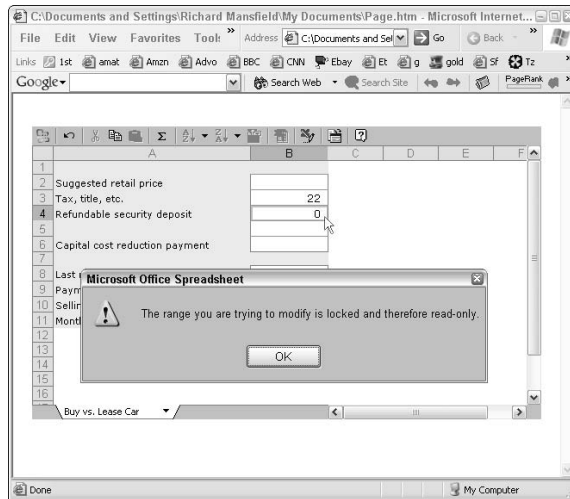 C:\Documents and Settings\Richard Mansfield\My Documents\Page.htm - Microsoft Internet...
File Edit View Favorites Tools » Address C:\Documents and Set Go Back »
Links 1st amat Amzn Advo BBC CNN Ebay Et g gold Sf Tz »
Google Search Web Search Site PageRank »
A B C D E F
1
2 Suggested retail price
3 Tax, title, etc. 22
4 Refundable security deposit 0
5
6 Capital cost reduction payment
7
8 Last
9 Paym
10 Sellin
11 Month
Microsoft Office Spreadsheet
The range you are trying to modify is locked and therefore read-only.
OK
12
13
14
15
16
Buy vs. Lease Car
Done My Computer